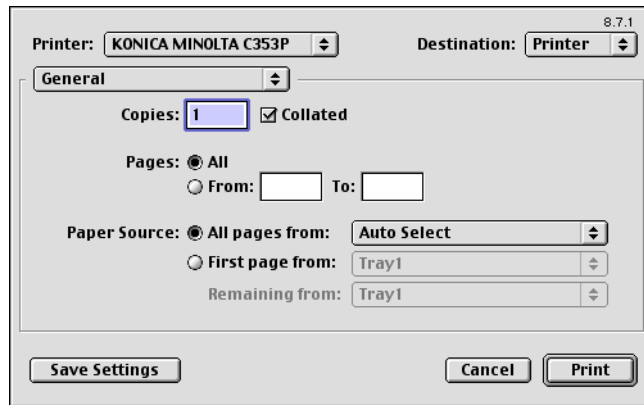 8.7.1
Printer: KONICA MINOLTA C353P Destination: Printer
General
Copies: 1 Collated
Pages: All
From: To:
Paper Source: All pages from: Auto Select
First page from: Tray1
Remaining from: Tray1
Save Settings Cancel Print